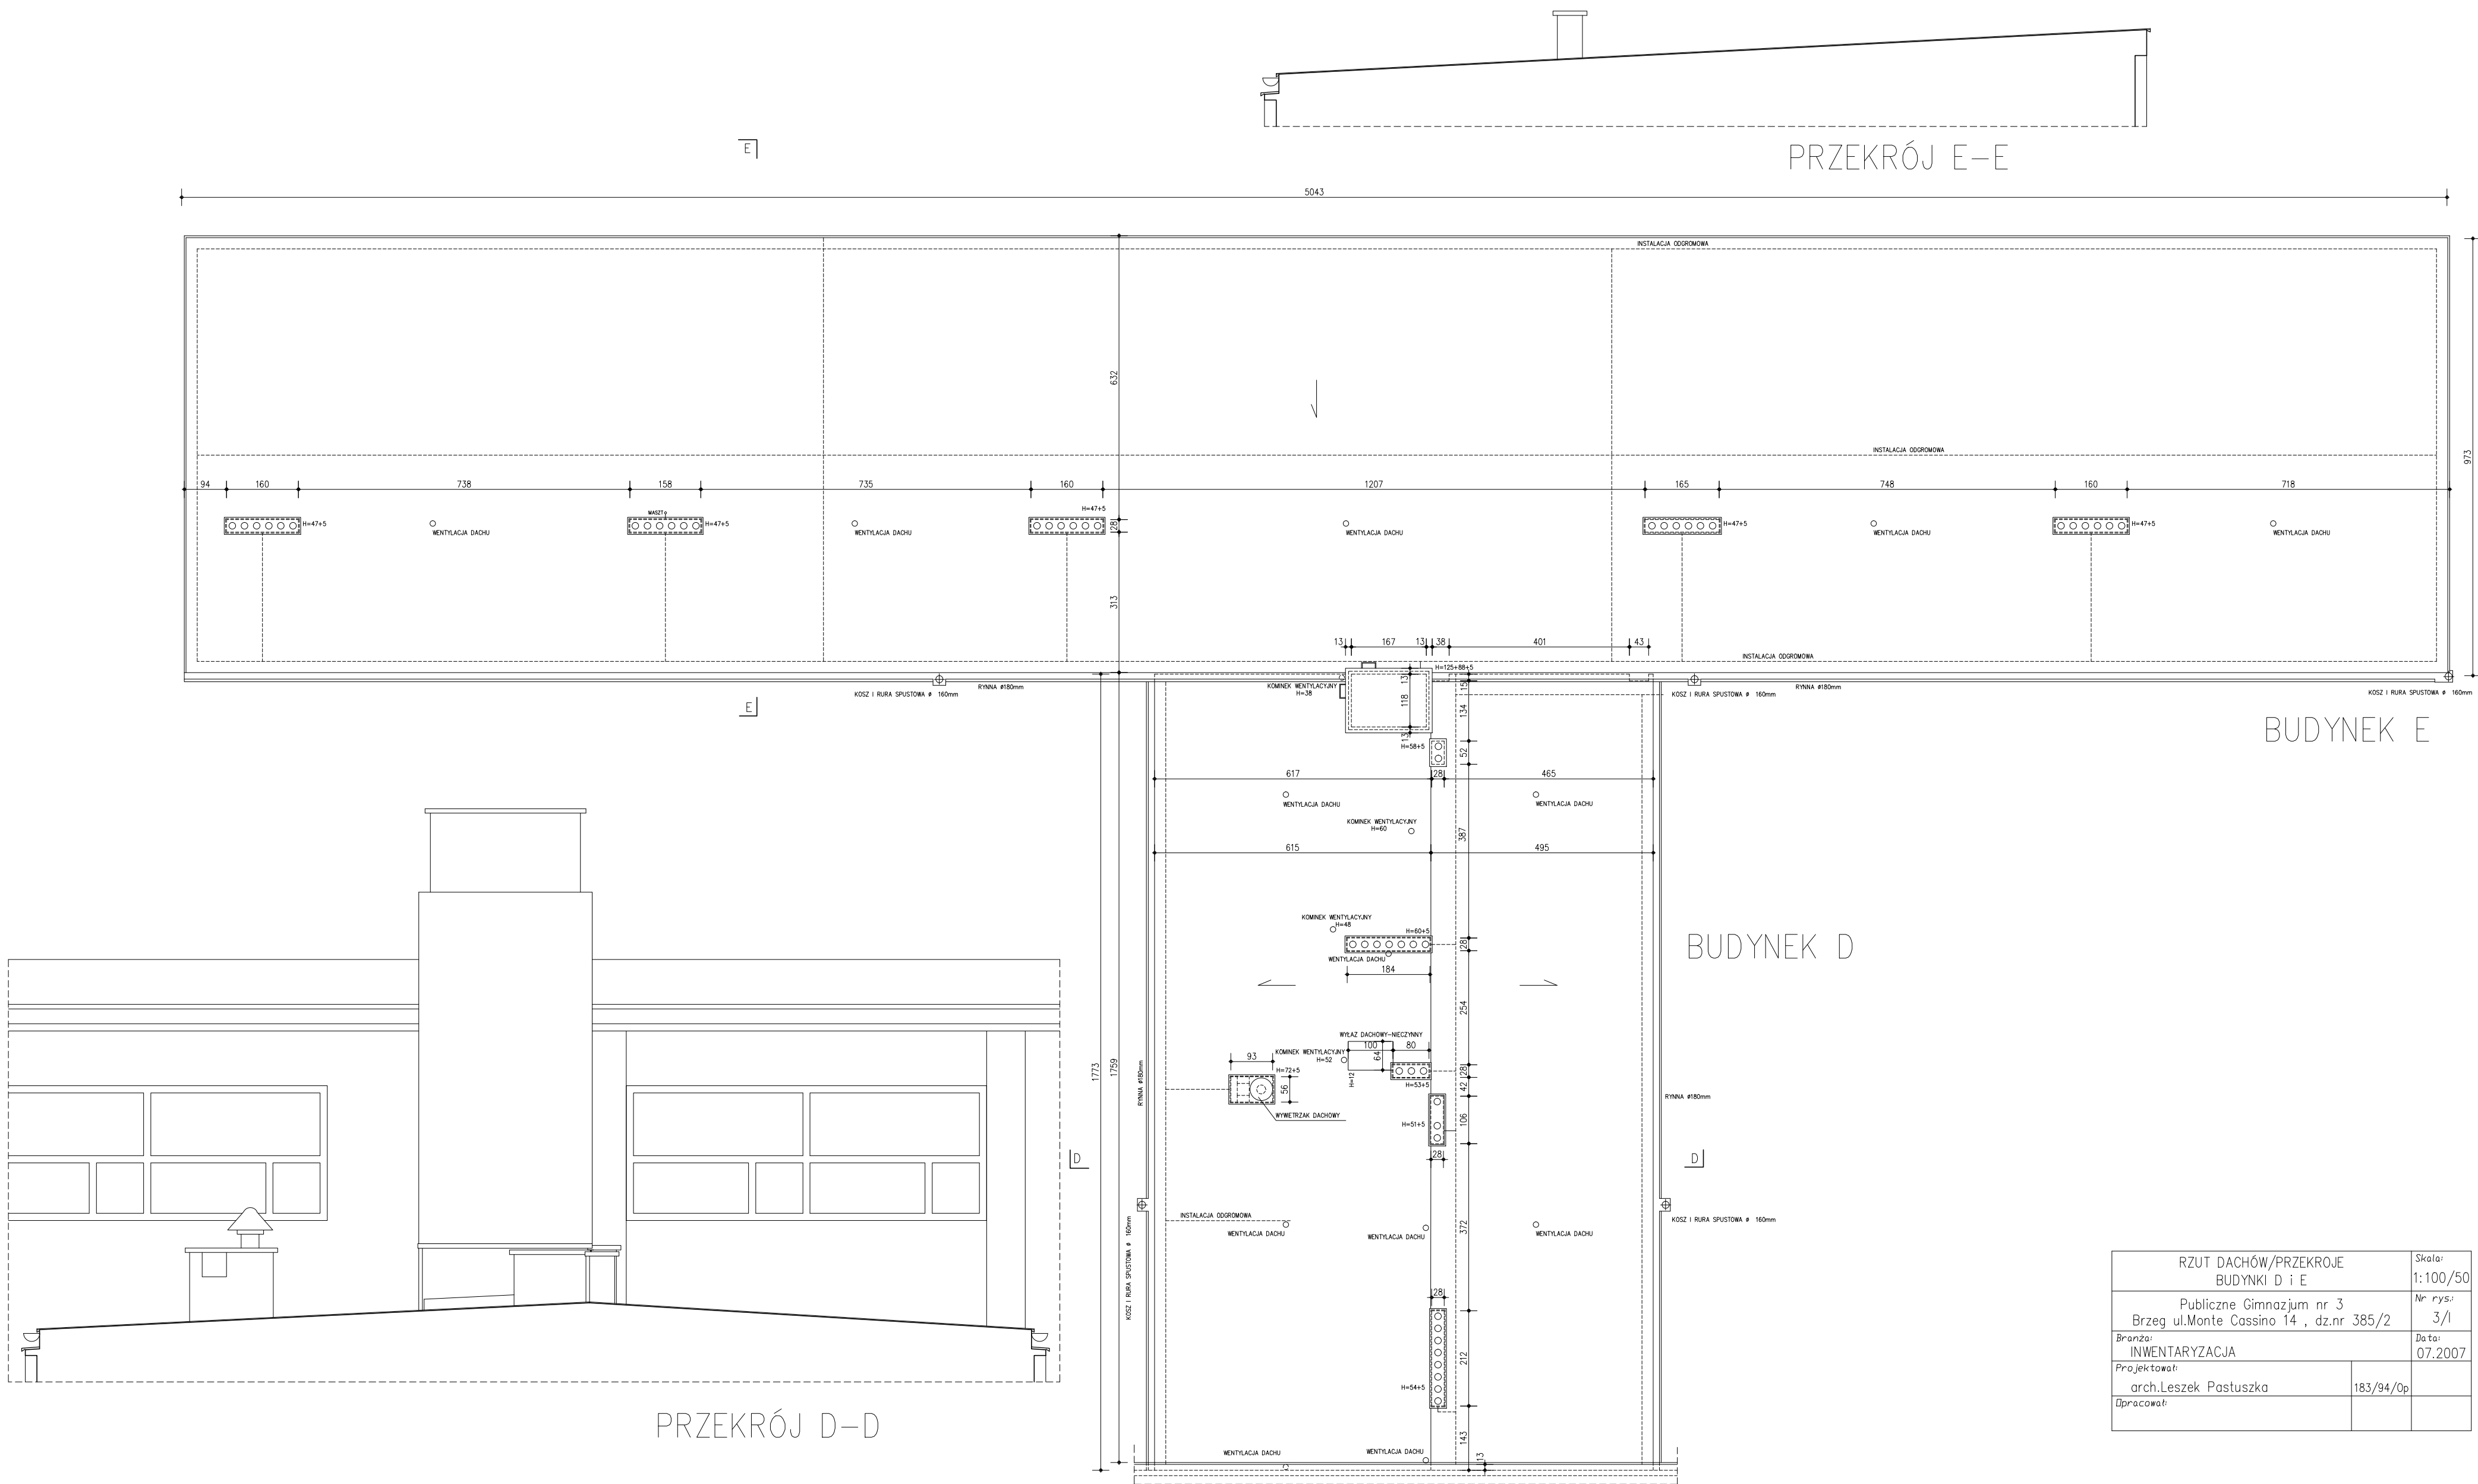 PRZEKRÓJ E-E
E
5043
INSTALACJA ODGROMOWA
632
973
INSTALACJA ODGROMOWA
94 160 738 158 735 160 1207 165 748 160 718
MASZT
H=47+5
H=47+5
H=47+5
H=47+5
H=47+5
28
WENTYLACJA DACHU
WENTYLACJA DACHU
WENTYLACJA DACHU
WENTYLACJA DACHU
WENTYLACJA DACHU
313
13 167 13 38 401 43
INSTALACJA ODGROMOWA
H=125+88+5
KOMINEK WENTYLACYJNY
H=38
RYNNA ø180mm
RYNNA ø180mm
KOSZ I RURA SPUSTOWA ø 160mm
KOSZ I RURA SPUSTOWA ø 160mm
KOSZ I RURA SPUSTOWA ø 160mm
E
13
118
13
15
134
52
BUDYNEK E
H=58+5
617 28 465
WENTYLACJA DACHU
WENTYLACJA DACHU
KOMINEK WENTYLACYJNY
H=60
387
615 495
KOMINEK WENTYLACYJNY
H=48
H=60+5
28
WENTYLACJA DACHU
184
BUDYNEK D
254
WYŁAZ DACHOWY-NIECZYNNY
100 80
64
KOMINEK WENTYLACYJNY
H=52
93
H=72+5
56
H=12
H=53+5
28
42
WYWIETRZAK DACHOWY
H=51+5
106
28
1773
1759
RYNNA ø180mm
RYNNA ø180mm
D
D
INSTALACJA ODGROMOWA
WENTYLACJA DACHU
WENTYLACJA DACHU
WENTYLACJA DACHU
372
KOSZ I RURA SPUSTOWA ø 160mm
KOSZ I RURA SPUSTOWA ø 160mm
28
212
H=54+5
143
13
WENTYLACJA DACHU
WENTYLACJA DACHU
PRZEKRÓJ D-D
RZUT DACHÓW/PRZEKROJE
BUDYNKI D i E
Skala:
1:100/50
Publiczne Gimnazjum nr 3
Brzeg ul.Monte Cassino 14 , dz.nr 385/2
Nr rys.:
3/I
Branża:
INWENTARYZACJA
Data:
07.2007
Projektował:
arch.Leszek Pastuszka
183/94/Op
Opracował: